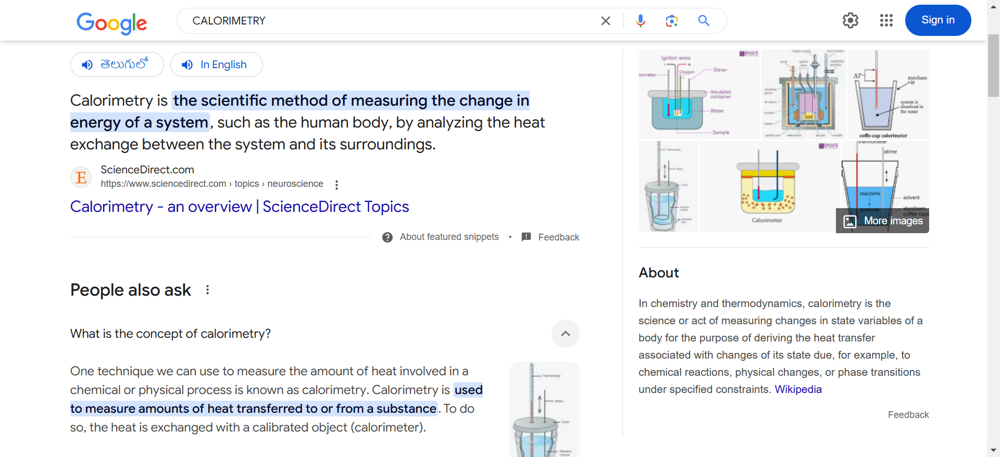 Google
CALORIMETRY
Sign in
తెలుగులో
In English
Calorimetry is the scientific method of measuring the change in
energy of a system, such as the human body, by analyzing the heat
exchange between the system and its surroundings.
E
ScienceDirect.com
https://www.sciencedirect.com › topics › neuroscience
Calorimetry - an overview | ScienceDirect Topics
About featured snippets • Feedback
People also ask
What is the concept of calorimetry?
One technique we can use to measure the amount of heat involved in a
chemical or physical process is known as calorimetry. Calorimetry is used
to measure amounts of heat transferred to or from a substance. To do
so, the heat is exchanged with a calibrated object (calorimeter).
Thermometer
Stirrer
Cover
Reaction
mixture
BYJU'S
Ignition wires
- +
Oxygen
Stirrer
nometer
Insulated
container
Water
Sample
ΔT
styrofoam
cup
system is
dissolved in
the water
coffe-cup calorimeter
BYJU'S
Calorimeter
thermometer
stirrer
reactants
products
solvent
styrofoam
coffee cups
More images
About
In chemistry and thermodynamics, calorimetry is the
science or act of measuring changes in state variables of a
body for the purpose of deriving the heat transfer
associated with changes of its state due, for example, to
chemical reactions, physical changes, or phase transitions
under specified constraints. Wikipedia
Feedback